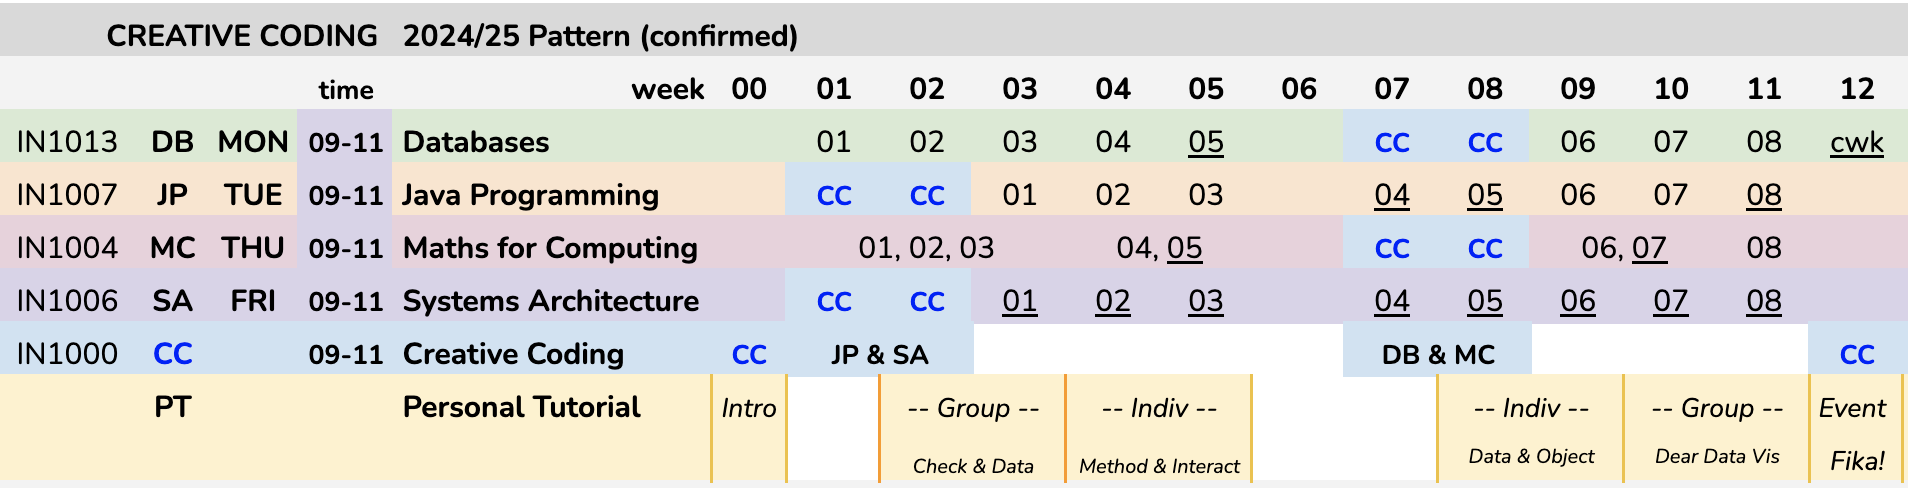 CREATIVE CODING 2024/25 Pattern (confirmed)
time week 00 01 02 03 04 05 06 07 08 09 10 11 12
IN1013 DB MON 09-11 Databases 01 02 03 04 05 CC CC 06 07 08 cwk
IN1007 JP TUE 09-11 Java Programming CC CC 01 02 03 04 05 06 07 08
IN1004 MC THU 09-11 Maths for Computing 01, 02, 03 04, 05 CC CC 06, 07 08
IN1006 SA FRI 09-11 Systems Architecture CC CC 01 02 03 04 05 06 07 08
IN1000 CC 09-11 Creative Coding CC JP & SA DB & MC CC
PT Personal Tutorial Intro -- Group -- -- Indiv -- -- Indiv -- -- Group -- Event
Check & Data Method & Interact Data & Object Dear Data Vis Fika!